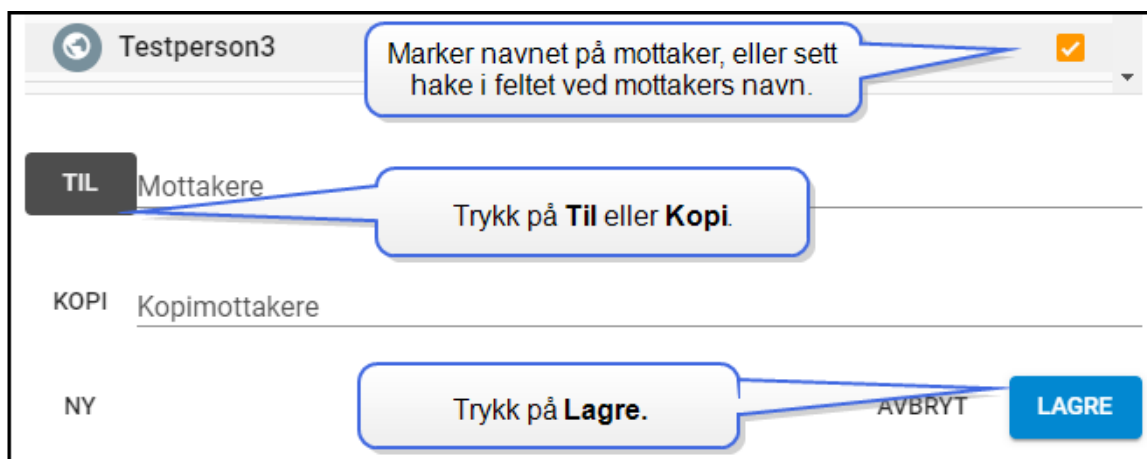 Testperson3
Marker navnet på mottaker, eller sett
hake i feltet ved mottakers navn.
TIL
Mottakere
Trykk på Til eller Kopi.
KOPI
Kopimottakere
NY
Trykk på Lagre.
AVBRYT
LAGRE